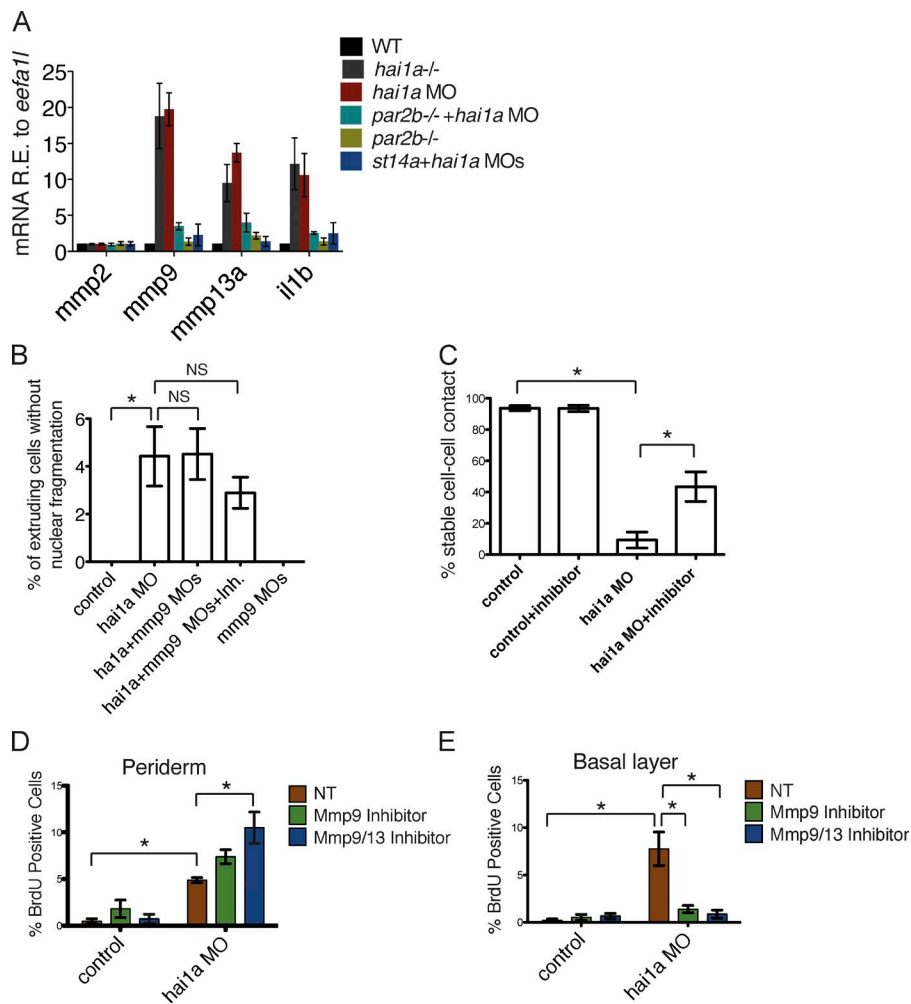 A
WT
hai1a-/-
hai1a MO
par2b-/- +hai1a MO
par2b-/-
st14a+hai1a MOs
mRNA R.E. to eefa1l
25
20
15
10
5
0
mmp2
mmp9
mmp13a
il1b
B
NS
*
NS
% of extruding cells without
nuclear fragmentation
6
4
2
0
control
hai1a MO
ha1a+mmp9 MOs
hai1a+mmp9 MOs+Inh.
mmp9 MOs
C
*
*
% stable cell-cell contact
100
80
60
40
20
0
control
control+inhibitor
hai1a MO
hai1a MO+inhibitor
D
Periderm
% BrdU Positive Cells
15
10
5
0
*
*
NT
Mmp9 Inhibitor
Mmp9/13 Inhibitor
control
hai1a MO
E
Basal layer
% BrdU Positive Cells
15
10
5
0
*
*
*
NT
Mmp9 Inhibitor
Mmp9/13 Inhibitor
control
hai1a MO